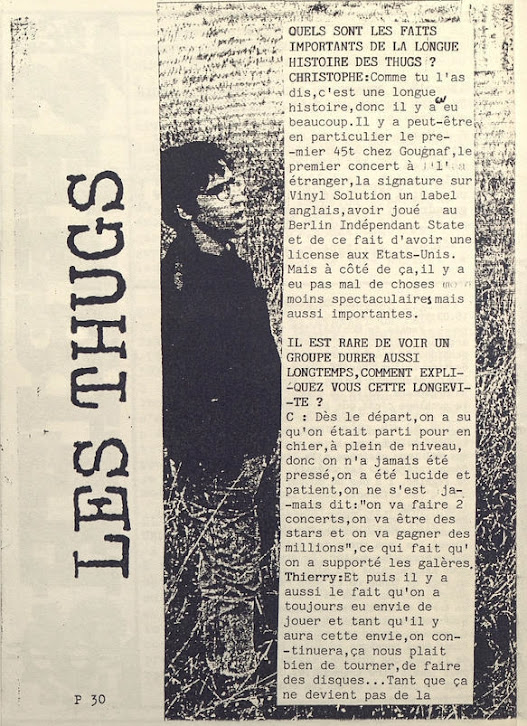 LES THUGS
QUELS SONT LES FAITS
IMPORTANTS DE LA LONGUE
HISTOIRE DES THUGS ?
CHRISTOPHE:Comme tu l'as
dis,c'est une longue
histoire,donc il y a en eu
beaucoup.Il y a peut-être
en particulier le pre-
-mier 45t chez Gougnaf,le
premier concert à l'
étranger,la signature sur
Vinyl Solution un label
anglais,avoir joué au
Berlin Indépendant State
et de ce fait d'avoir une
license aux Etats-Unis.
Mais à côté de ça,il y a
eu pas mal de choses
moins spectaculaires mais
aussi importantes.
IL EST RARE DE VOIR UN
GROUPE DURER AUSSI
LONGTEMPS,COMMENT EXPLI-
-QUEZ VOUS CETTE LONGEVI-
-TE ?
C : Dès le départ,on a su
qu'on était parti pour en
chier,à plein de niveau,
donc on n'a jamais été
pressé,on a été lucide et
patient,on ne s'est ja-
-mais dit:"on va faire 2
concerts,on va être des
stars et on va gagner des
millions",ce qui fait qu'
on a supporté les galères.
Thierry:Et puis il y a
aussi le fait qu'on a
toujours eu envie de
jouer et tant qu'il y
aura cette envie,on con-
-tinuera,ça nous plait
bien de tourner,de faire
des disques...Tant que ça
ne devient pas de la
P 30